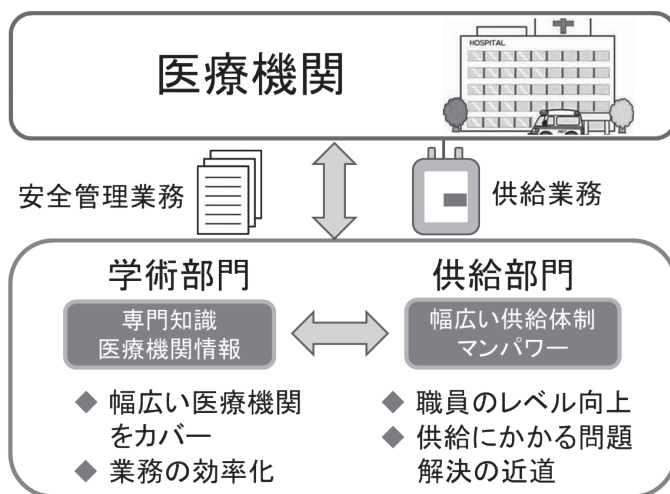 医療機関
HOSPITAL
安全管理業務
供給業務
学術部門
専門知識
医療機関情報
◆ 幅広い医療機関
をカバー
◆ 業務の効率化
供給部門
幅広い供給体制
マンパワー
◆ 職員のレベル向上
◆ 供給にかかる問題
解決の近道